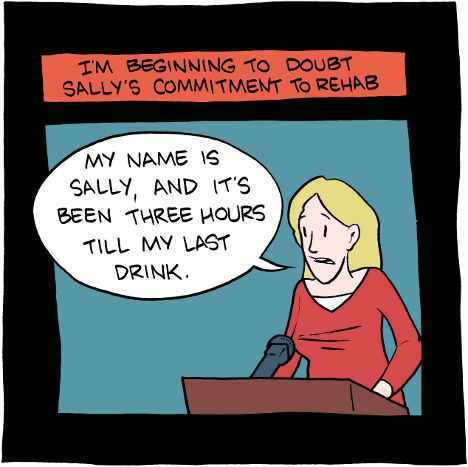 I'M BEGINNING TO DOUBT
SALLY'S COMMITMENT TO REHAB
MY NAME IS
SALLY, AND IT'S
BEEN THREE HOURS
TILL MY LAST
DRINK.